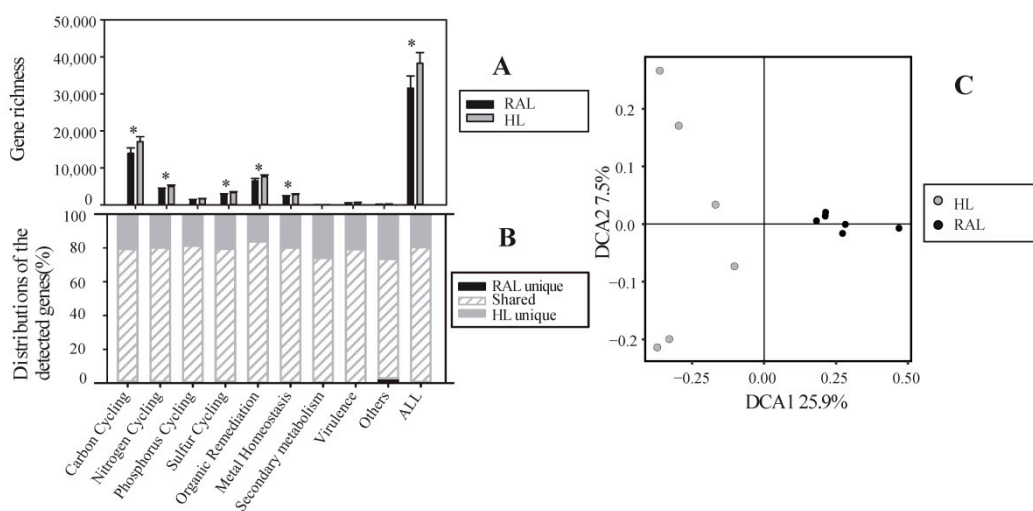 50,000
40,000
30,000
20,000
10,000
0
Gene richness
*
*
*
*
*
*
A
RAL
HL
100
80
60
40
20
0
Distributions of the
detected genes(%)
B
RAL unique
Shared
HL unique
Carbon Cycling
Nitrogen Cycling
Phosphorus Cycling
Sulfur Cycling
Organic Remediation
Metal Homeostasis
Secondary metabolism
Virulence
Others
ALL
C
0.2
0.1
0.0
−0.1
−0.2
DCA2 7.5%
−0.25
0.00
0.25
0.50
DCA1 25.9%
HL
RAL